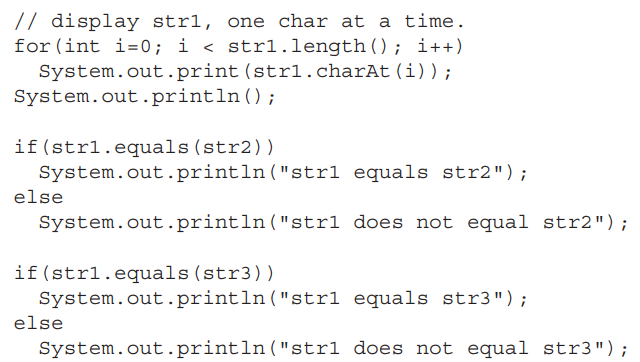 // display str1, one char at a time.
for(int i=0; i < str1.length(); i++)
  System.out.print(str1.charAt(i));
System.out.println();

if(str1.equals(str2))
  System.out.println("str1 equals str2");
else
  System.out.println("str1 does not equal str2");

if(str1.equals(str3))
  System.out.println("str1 equals str3");
else
  System.out.println("str1 does not equal str3");